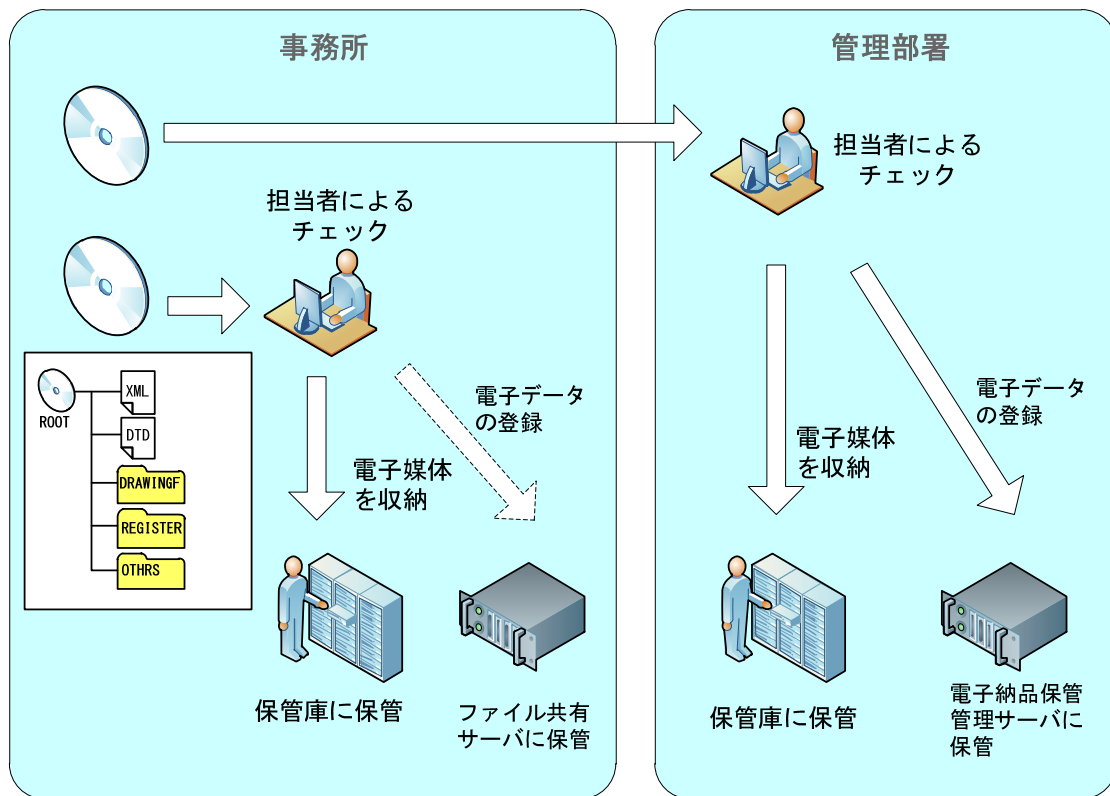 事務所
担当者による
チェック
ROOT
XML
DTD
DRAWINGF
REGISTER
OTHRS
電子データ
の登録
電子媒体
を収納
保管庫に保管
ファイル共有
サーバに保管
管理部署
担当者による
チェック
電子データ
の登録
電子媒体
を収納
保管庫に保管
電子納品保管
管理サーバに
保管